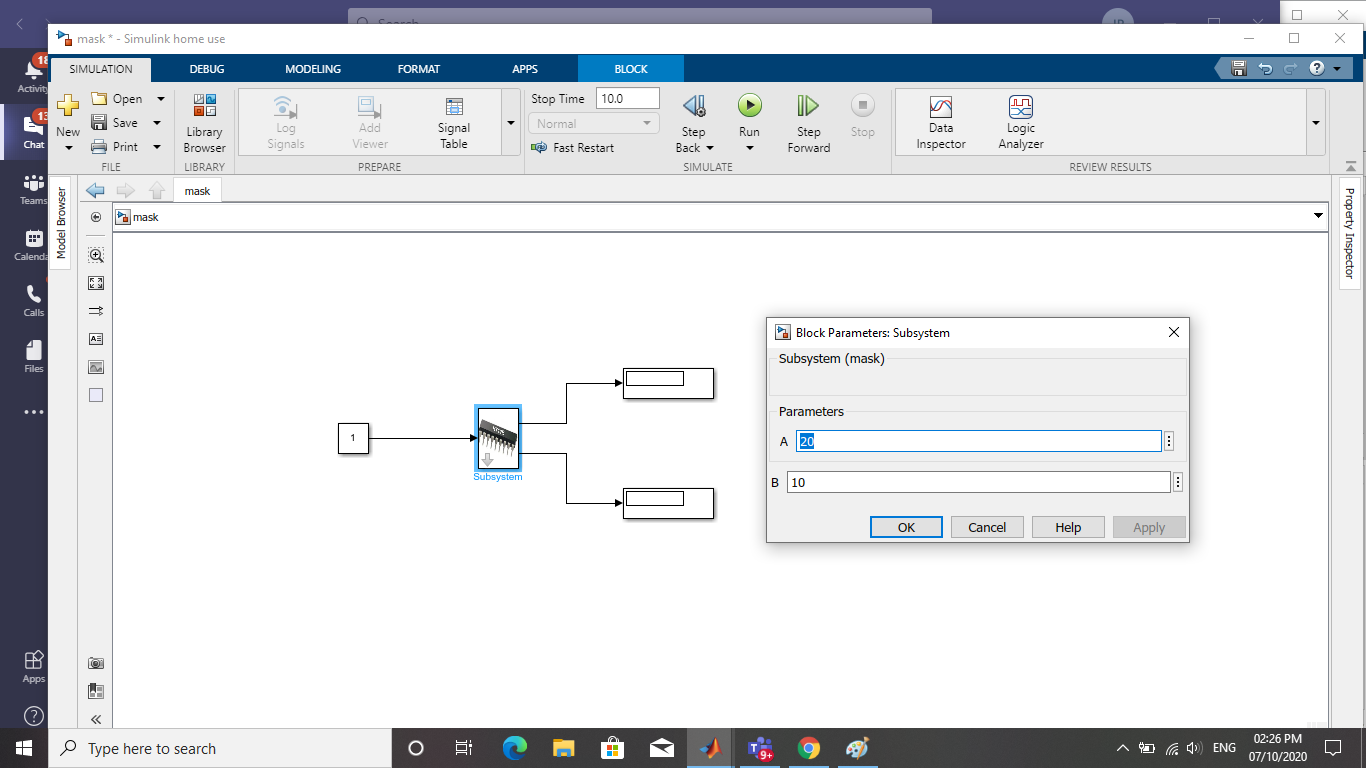 Search
JB
mask * - Simulink home use
SIMULATION DEBUG MODELING FORMAT APPS BLOCK
18
Activity
13
Chat
Teams
Calenda
Calls
Files
Apps
New
Open
Save
Print
FILE
Library
Browser
LIBRARY
Log
Signals
Add
Viewer
Signal
Table
PREPARE
Stop Time 10.0
Normal
Fast Restart
Step
Back
Run
Step
Forward
Stop
SIMULATE
Data
Inspector
Logic
Analyzer
REVIEW RESULTS
Model Browser
mask
mask
Property Inspector
1
Subsystem
Block Parameters: Subsystem
Subsystem (mask)
Parameters
A 20
B 10
OK Cancel Help Apply
Type here to search
9+
ENG
02:26 PM
07/10/2020